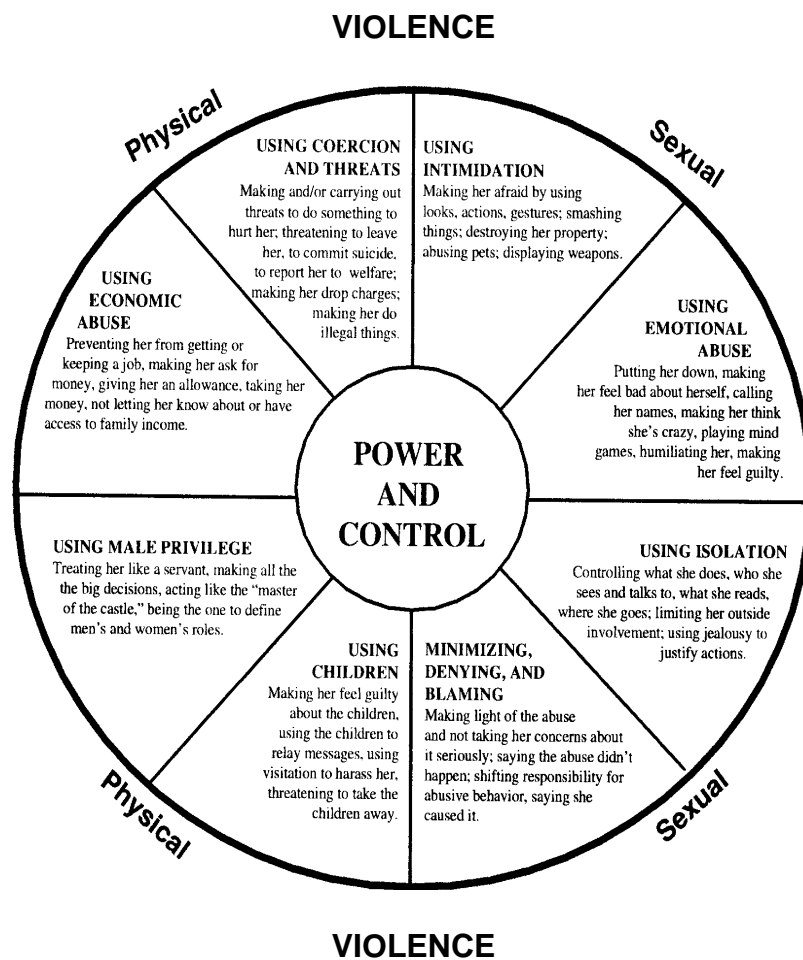 VIOLENCE
Physical
Sexual
USING COERCION
AND THREATS
Making and/or carrying out
threats to do something to
hurt her; threatening to leave
her, to commit suicide,
to report her to welfare;
making her drop charges;
making her do
illegal things.
USING
INTIMIDATION
Making her afraid by using
looks, actions, gestures; smashing
things; destroying her property;
abusing pets; displaying weapons.
USING
ECONOMIC
ABUSE
Preventing her from getting or
keeping a job, making her ask for
money, giving her an allowance, taking her
money, not letting her know about or have
access to family income.
USING
EMOTIONAL
ABUSE
Putting her down, making
her feel bad about herself, calling
her names, making her think
she's crazy, playing mind
games, humiliating her, making
her feel guilty.
POWER
AND
CONTROL
USING MALE PRIVILEGE
Treating her like a servant, making all the
the big decisions, acting like the “master
of the castle,” being the one to define
men's and women's roles.
USING ISOLATION
Controlling what she does, who she
sees and talks to, what she reads,
where she goes; limiting her outside
involvement; using jealousy to
justify actions.
USING
CHILDREN
Making her feel guilty
about the children,
using the children to
relay messages, using
visitation to harass her,
threatening to take the
children away.
MINIMIZING,
DENYING, AND
BLAMING
Making light of the abuse
and not taking her concerns about
it seriously; saying the abuse didn't
happen; shifting responsibility for
abusive behavior, saying she
caused it.
Physical
Sexual
VIOLENCE